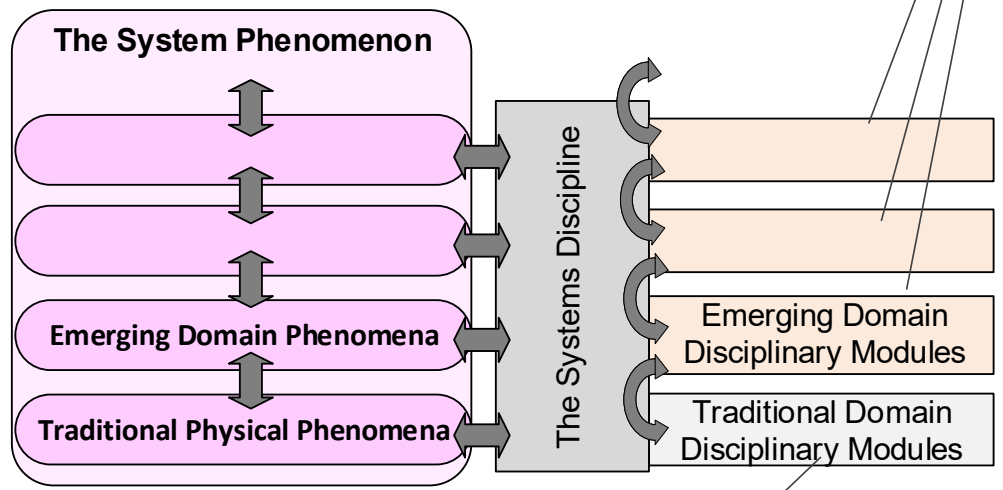 The System Phenomenon
Emerging Domain Phenomena
Traditional Physical Phenomena
The Systems Discipline
Emerging Domain
Disciplinary Modules
Traditional Domain
Disciplinary Modules